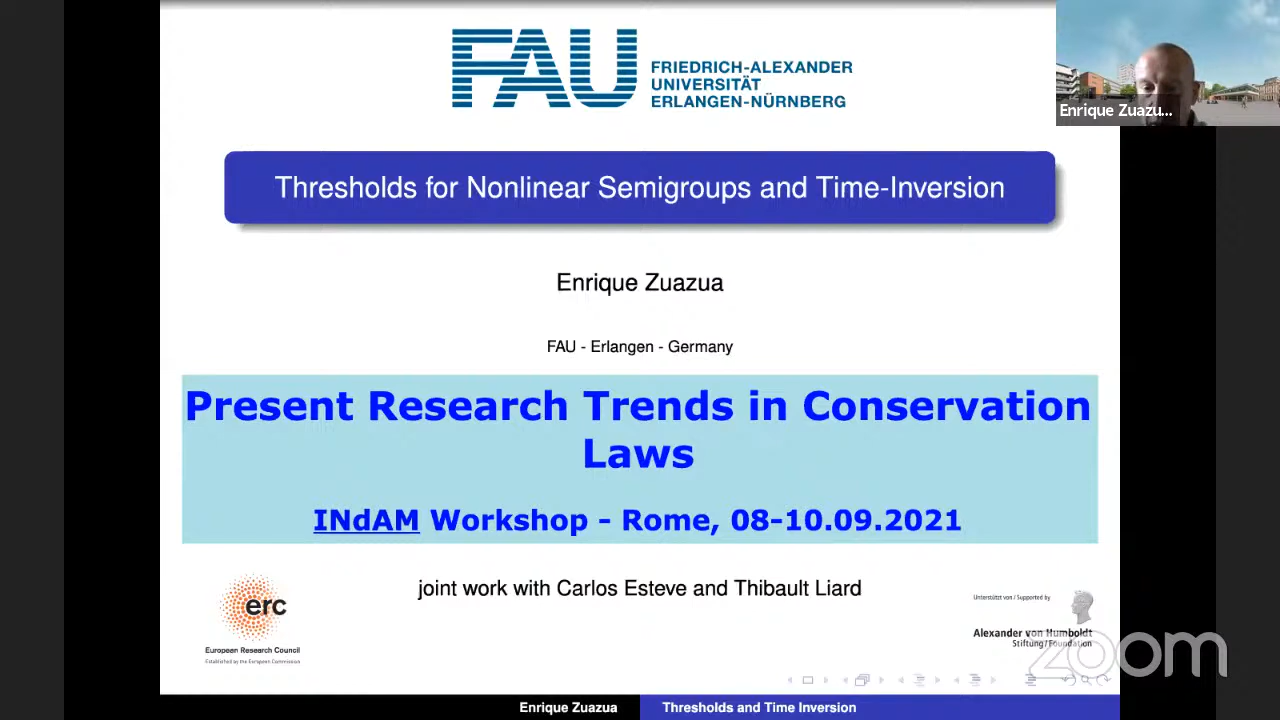 FAU
FRIEDRICH-ALEXANDER
UNIVERSITÄT
ERLANGEN-NÜRNBERG
Enrique Zuazu...
Thresholds for Nonlinear Semigroups and Time-Inversion
Enrique Zuazua
FAU - Erlangen - Germany
Present Research Trends in Conservation
Laws
INdAM Workshop - Rome, 08-10.09.2021
joint work with Carlos Esteve and Thibault Liard
erc
European Research Council
Established by the European Commission
Unterstützt von / Supported by
Alexander von Humboldt
Stiftung/Foundation
zoom
Enrique Zuazua
Thresholds and Time Inversion